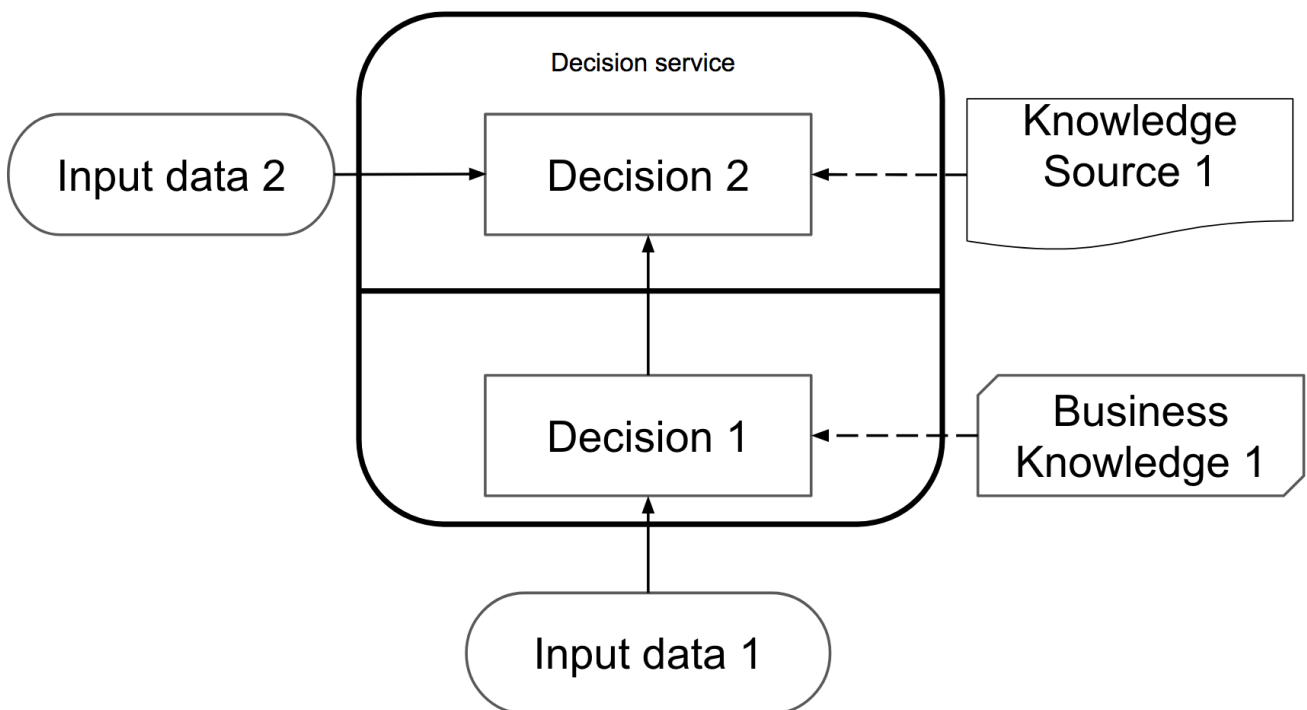 Decision service
Input data 2
Decision 2
Knowledge
Source 1
Decision 1
Business
Knowledge 1
Input data 1